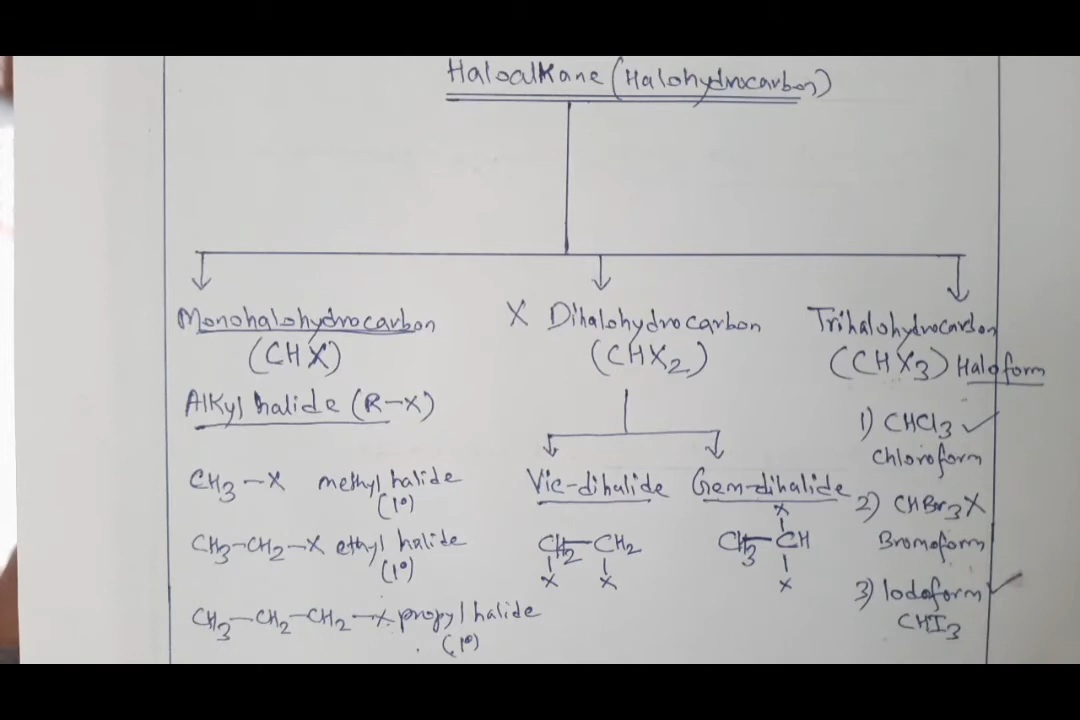 Haloalkane (Halohydrocarbon)
Monohalohydrocarbon
(CHX)
Alkyl halide (R-X)
CH3-X methyl halide
(1°)
CH3-CH2-X ethyl halide
(1°)
CH3-CH2-CH2-X propyl halide
(1°)
X Dihalohydrocarbon
(CHX2)
Vic-dihalide
CH2-CH2
X X
Gem-dihalide
X
CH3-CH
X
Trihalohydrocarbon
(CHX3) Haloform
1) CHCl3 ✓
Chloroform
2) CHBr3 X
Bromoform
3) Iodoform ✓
CHI3